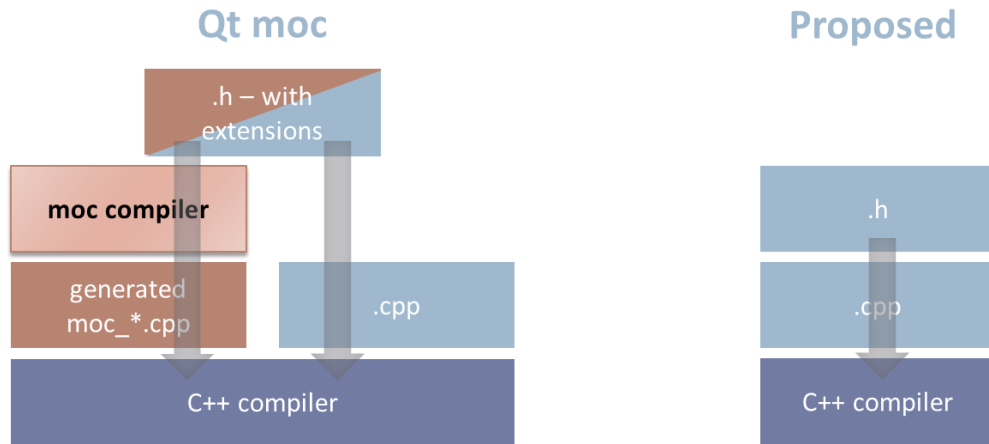 Qt moc
Proposed
.h – with
extensions
moc compiler
.h
generated
moc_*.cpp
.cpp
.cpp
C++ compiler
C++ compiler